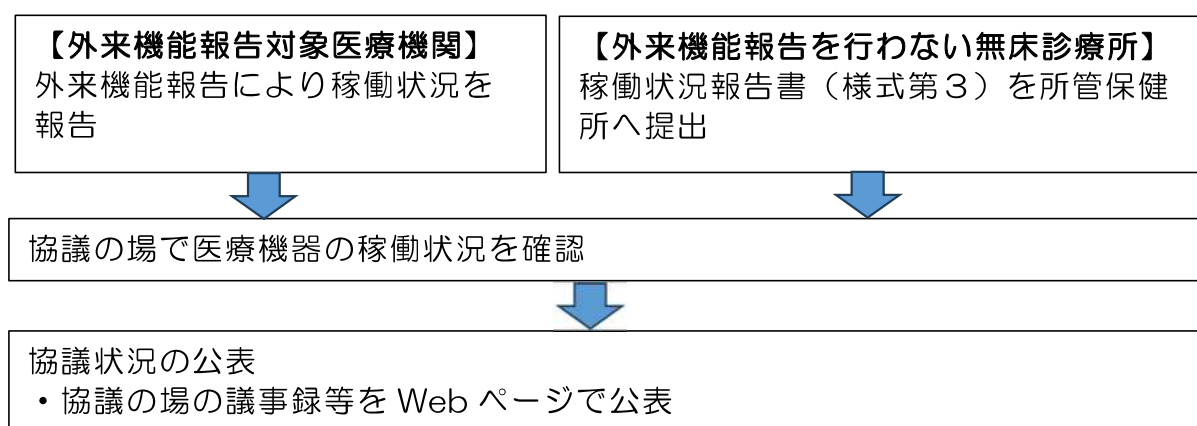 【外来機能報告対象医療機関】
外来機能報告により稼働状況を
報告
【外来機能報告を行わない無床診療所】
稼働状況報告書（様式第３）を所管保健
所へ提出
協議の場で医療機器の稼働状況を確認
協議状況の公表
・協議の場の議事録等を Web ページで公表